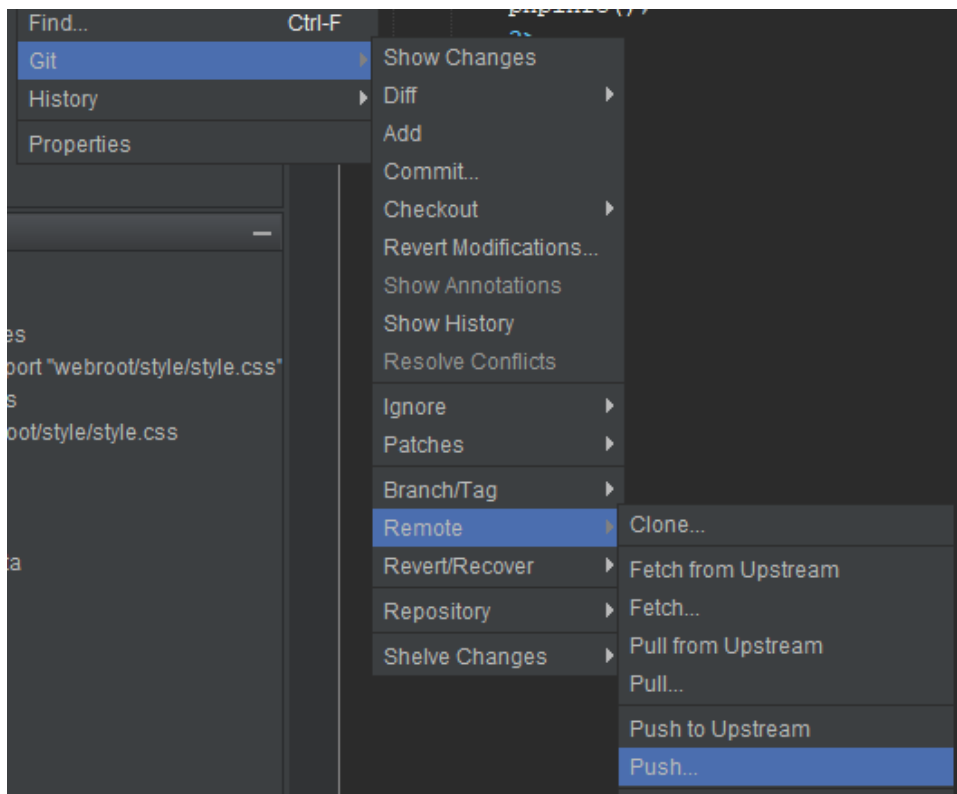 Find... Ctrl-F
Git
History
Properties
Show Changes
Diff
Add
Commit...
Checkout
Revert Modifications...
Show Annotations
Show History
Resolve Conflicts
Ignore
Patches
Branch/Tag
Remote
Revert/Recover
Repository
Shelve Changes
Clone...
Fetch from Upstream
Fetch...
Pull from Upstream
Pull...
Push to Upstream
Push...
phpinfo();
?>
es
port "webroot/style/style.css"
s
oot/style/style.css
ta